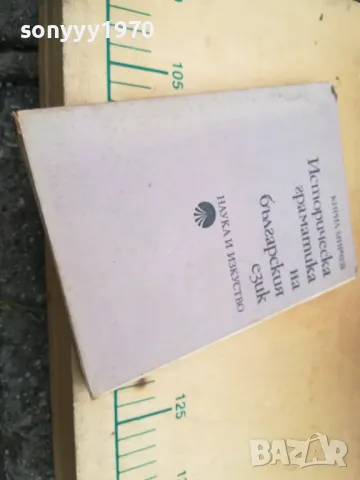 sonyyy1970
КИРИЛ МИРЧЕВ
Историческа
граматика
на
българския
език
НАУКА И ИЗКУСТВО
105
125
BAZAR